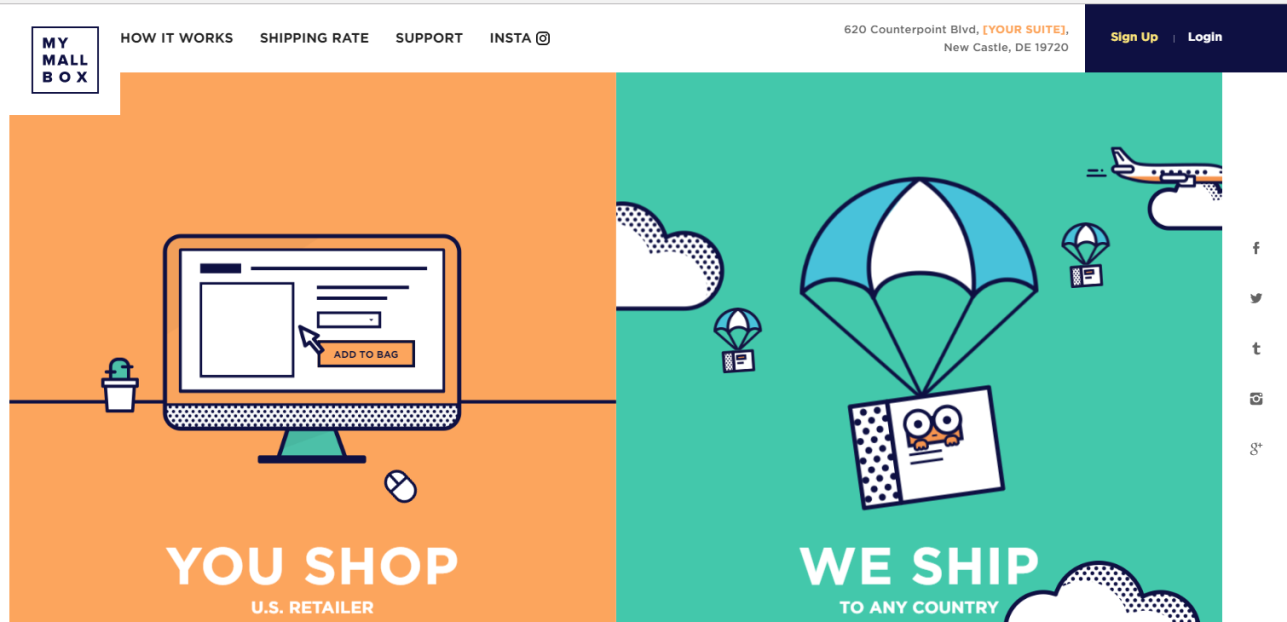 MY
MALL
BOX
HOW IT WORKS SHIPPING RATE SUPPORT INSTA
620 Counterpoint Blvd, [YOUR SUITE],
New Castle, DE 19720
Sign Up | Login
ADD TO BAG
YOU SHOP
U.S. RETAILER
WE SHIP
TO ANY COUNTRY